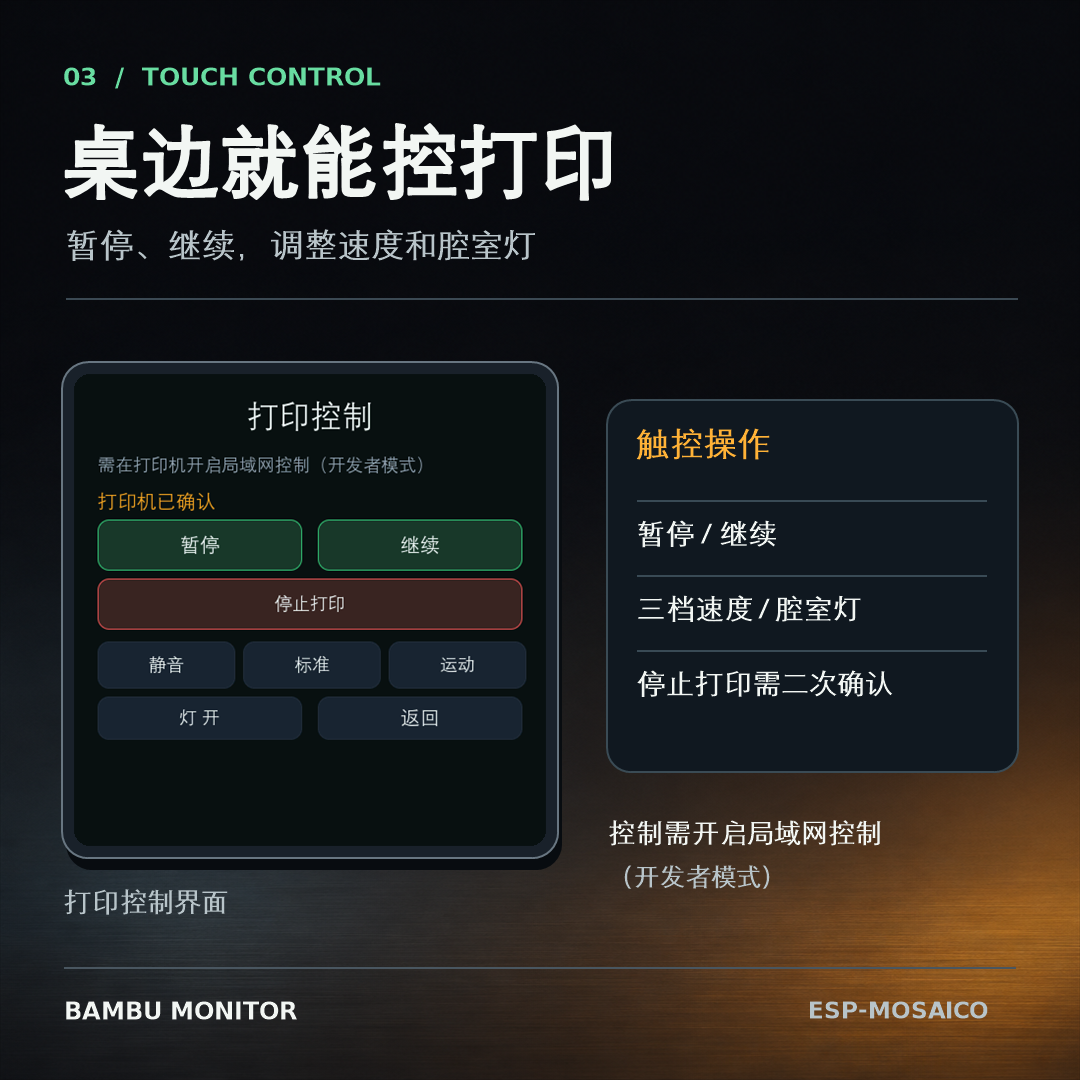 03 / TOUCH CONTROL
桌边就能控打印
暂停、继续，调整速度和腔室灯
打印控制
需在打印机开启局域网控制（开发者模式）
打印机已确认
暂停 继续
停止打印
静音 标准 运动
灯 开 返回
打印控制界面
触控操作
暂停 / 继续
三档速度 / 腔室灯
停止打印需二次确认
控制需开启局域网控制
（开发者模式）
BAMBU MONITOR
ESP-MOSAICO